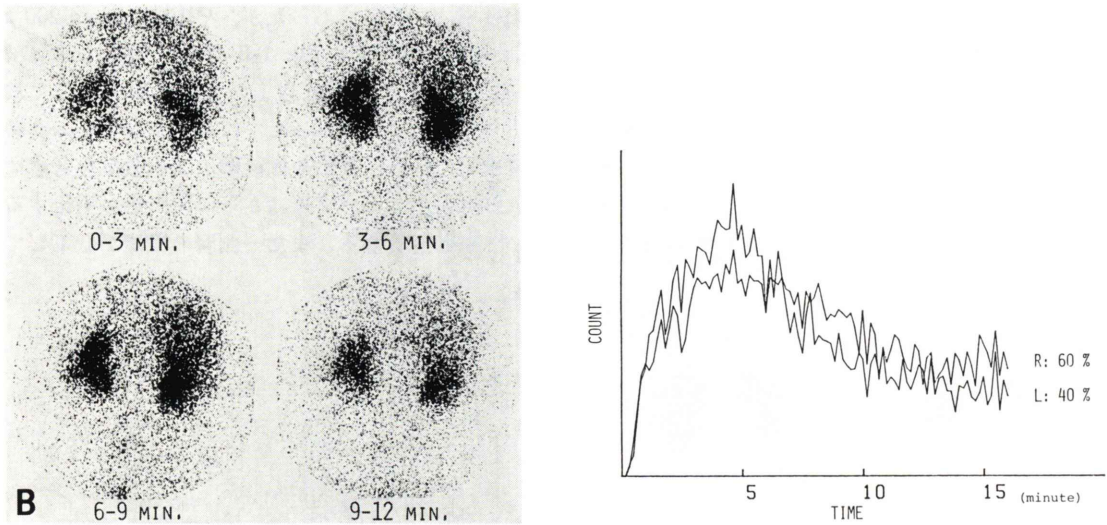 0-3 MIN.
3-6 MIN.
6-9 MIN.
9-12 MIN.
B
COUNT
R: 60 %
L: 40 %
5
10
15
(minute)
TIME